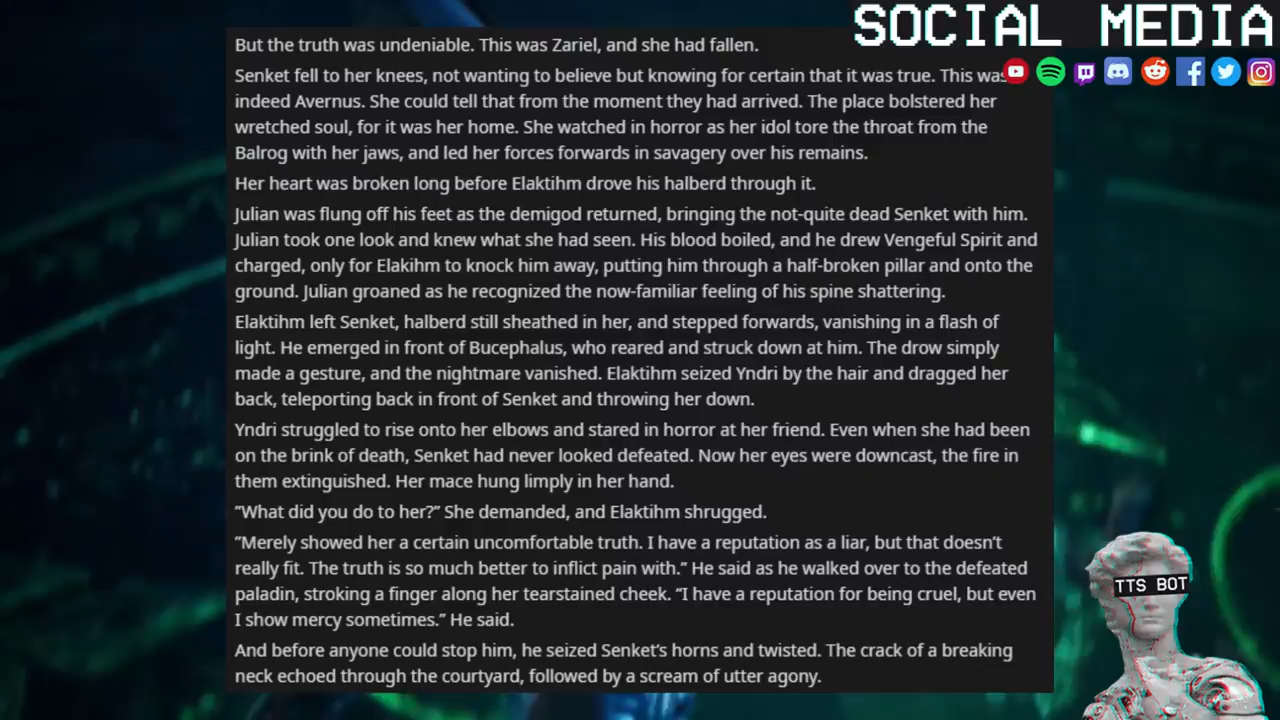 SOCIAL MEDIA
But the truth was undeniable. This was Zariel, and she had fallen.
Senket fell to her knees, not wanting to believe but knowing for certain that it was true. This was
indeed Avernus. She could tell that from the moment they had arrived. The place bolstered her
wretched soul, for it was her home. She watched in horror as her idol tore the throat from the
Balrog with her jaws, and led her forces forwards in savagery over his remains.
Her heart was broken long before Elaktihm drove his halberd through it.
Julian was flung off his feet as the demigod returned, bringing the not-quite dead Senket with him.
Julian took one look and knew what she had seen. His blood boiled, and he drew Vengeful Spirit and
charged, only for Elakihm to knock him away, putting him through a half-broken pillar and onto the
ground. Julian groaned as he recognized the now-familiar feeling of his spine shattering.
Elaktihm left Senket, halberd still sheathed in her, and stepped forwards, vanishing in a flash of
light. He emerged in front of Bucephalus, who reared and struck down at him. The drow simply
made a gesture, and the nightmare vanished. Elaktihm seized Yndri by the hair and dragged her
back, teleporting back in front of Senket and throwing her down.
Yndri struggled to rise onto her elbows and stared in horror at her friend. Even when she had been
on the brink of death, Senket had never looked defeated. Now her eyes were downcast, the fire in
them extinguished. Her mace hung limply in her hand.
”What did you do to her?” She demanded, and Elaktihm shrugged.
”Merely showed her a certain uncomfortable truth. I have a reputation as a liar, but that doesn’t
really fit. The truth is so much better to inflict pain with.” He said as he walked over to the defeated
paladin, stroking a finger along her tearstained cheek. “I have a reputation for being cruel, but even
I show mercy sometimes.” He said.
And before anyone could stop him, he seized Senket’s horns and twisted. The crack of a breaking
neck echoed through the courtyard, followed by a scream of utter agony.
TTS BOT